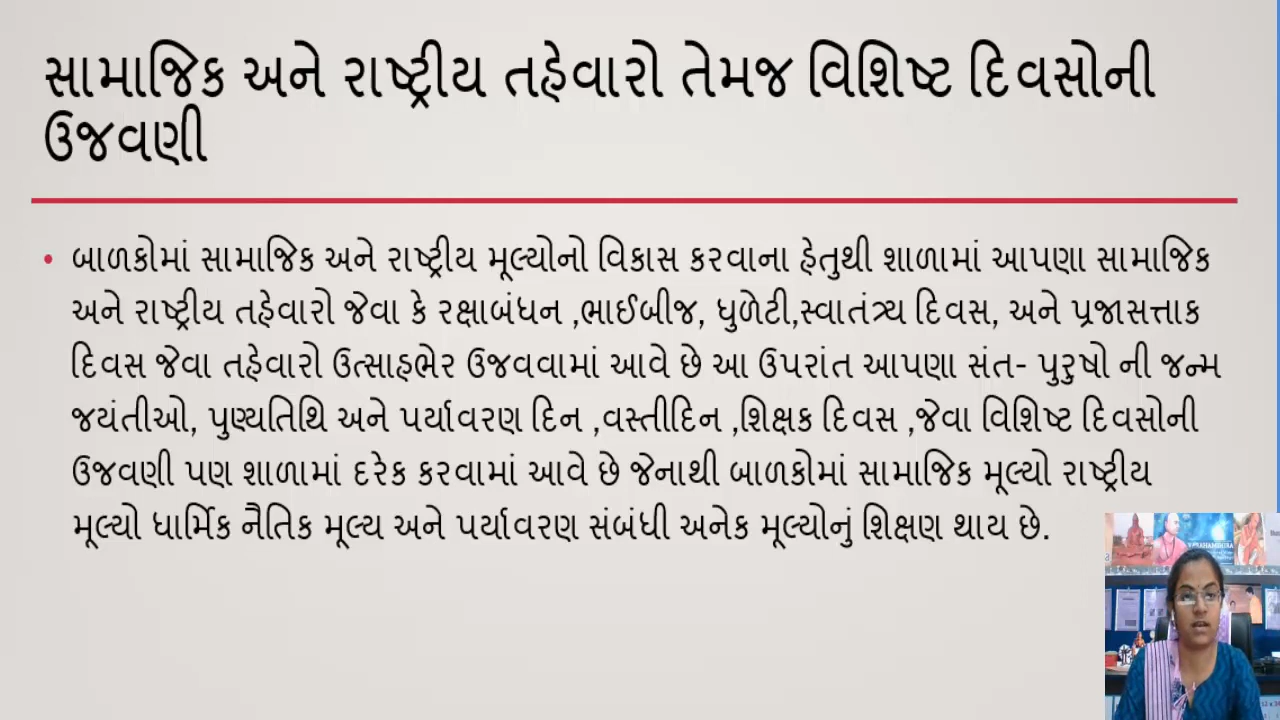 સામાજિક અને રાષ્ટ્રીય તહેવારો તેમજ વિશિષ્ટ દિવસોની
ઉજવણી
• બાળકોમાં સામાજિક અને રાષ્ટ્રીય મૂલ્યોનો વિકાસ કરવાના હેતુથી શાળામાં આપણા સામાજિક
અને રાષ્ટ્રીય તહેવારો જેવા કે રક્ષાબંધન ,ભાઈબીજ, ધુળેટી,સ્વાતંત્ર્ય દિવસ, અને પ્રજાસત્તાક
દિવસ જેવા તહેવારો ઉત્સાહભેર ઉજવવામાં આવે છે આ ઉપરાંત આપણા સંત- પુરુષો ની જન્મ
જયંતીઓ, પુણ્યતિથિ અને પર્યાવરણ દિન ,વસ્તીદિન ,શિક્ષક દિવસ ,જેવા વિશિષ્ટ દિવસોની
ઉજવણી પણ શાળામાં દરેક કરવામાં આવે છે જેનાથી બાળકોમાં સામાજિક મૂલ્યો રાષ્ટ્રીય
મૂલ્યો ધાર્મિક નૈતિક મૂલ્ય અને પર્યાવરણ સંબંધી અનેક મૂલ્યોનું શિક્ષણ થાય છે.